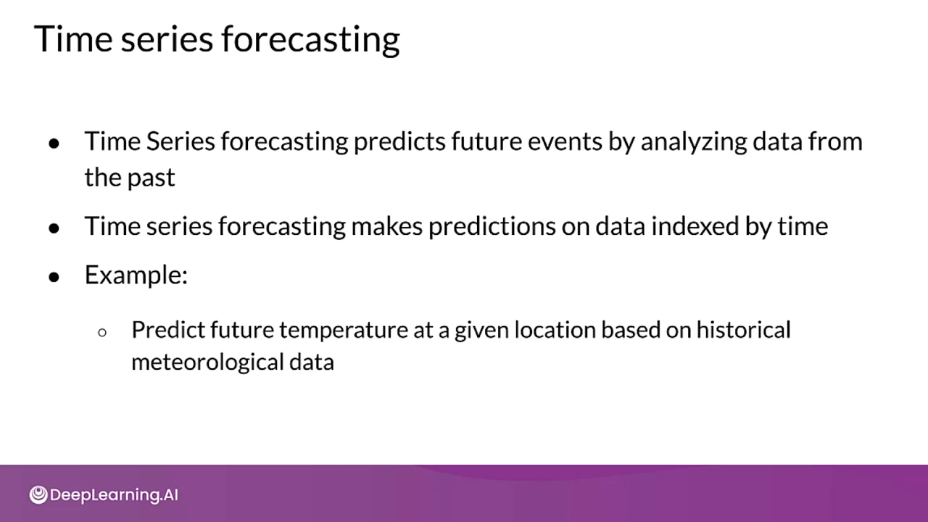 Time series forecasting
● Time Series forecasting predicts future events by analyzing data from
the past
● Time series forecasting makes predictions on data indexed by time
● Example:
○ Predict future temperature at a given location based on historical
meteorological data
DeepLearning.AI